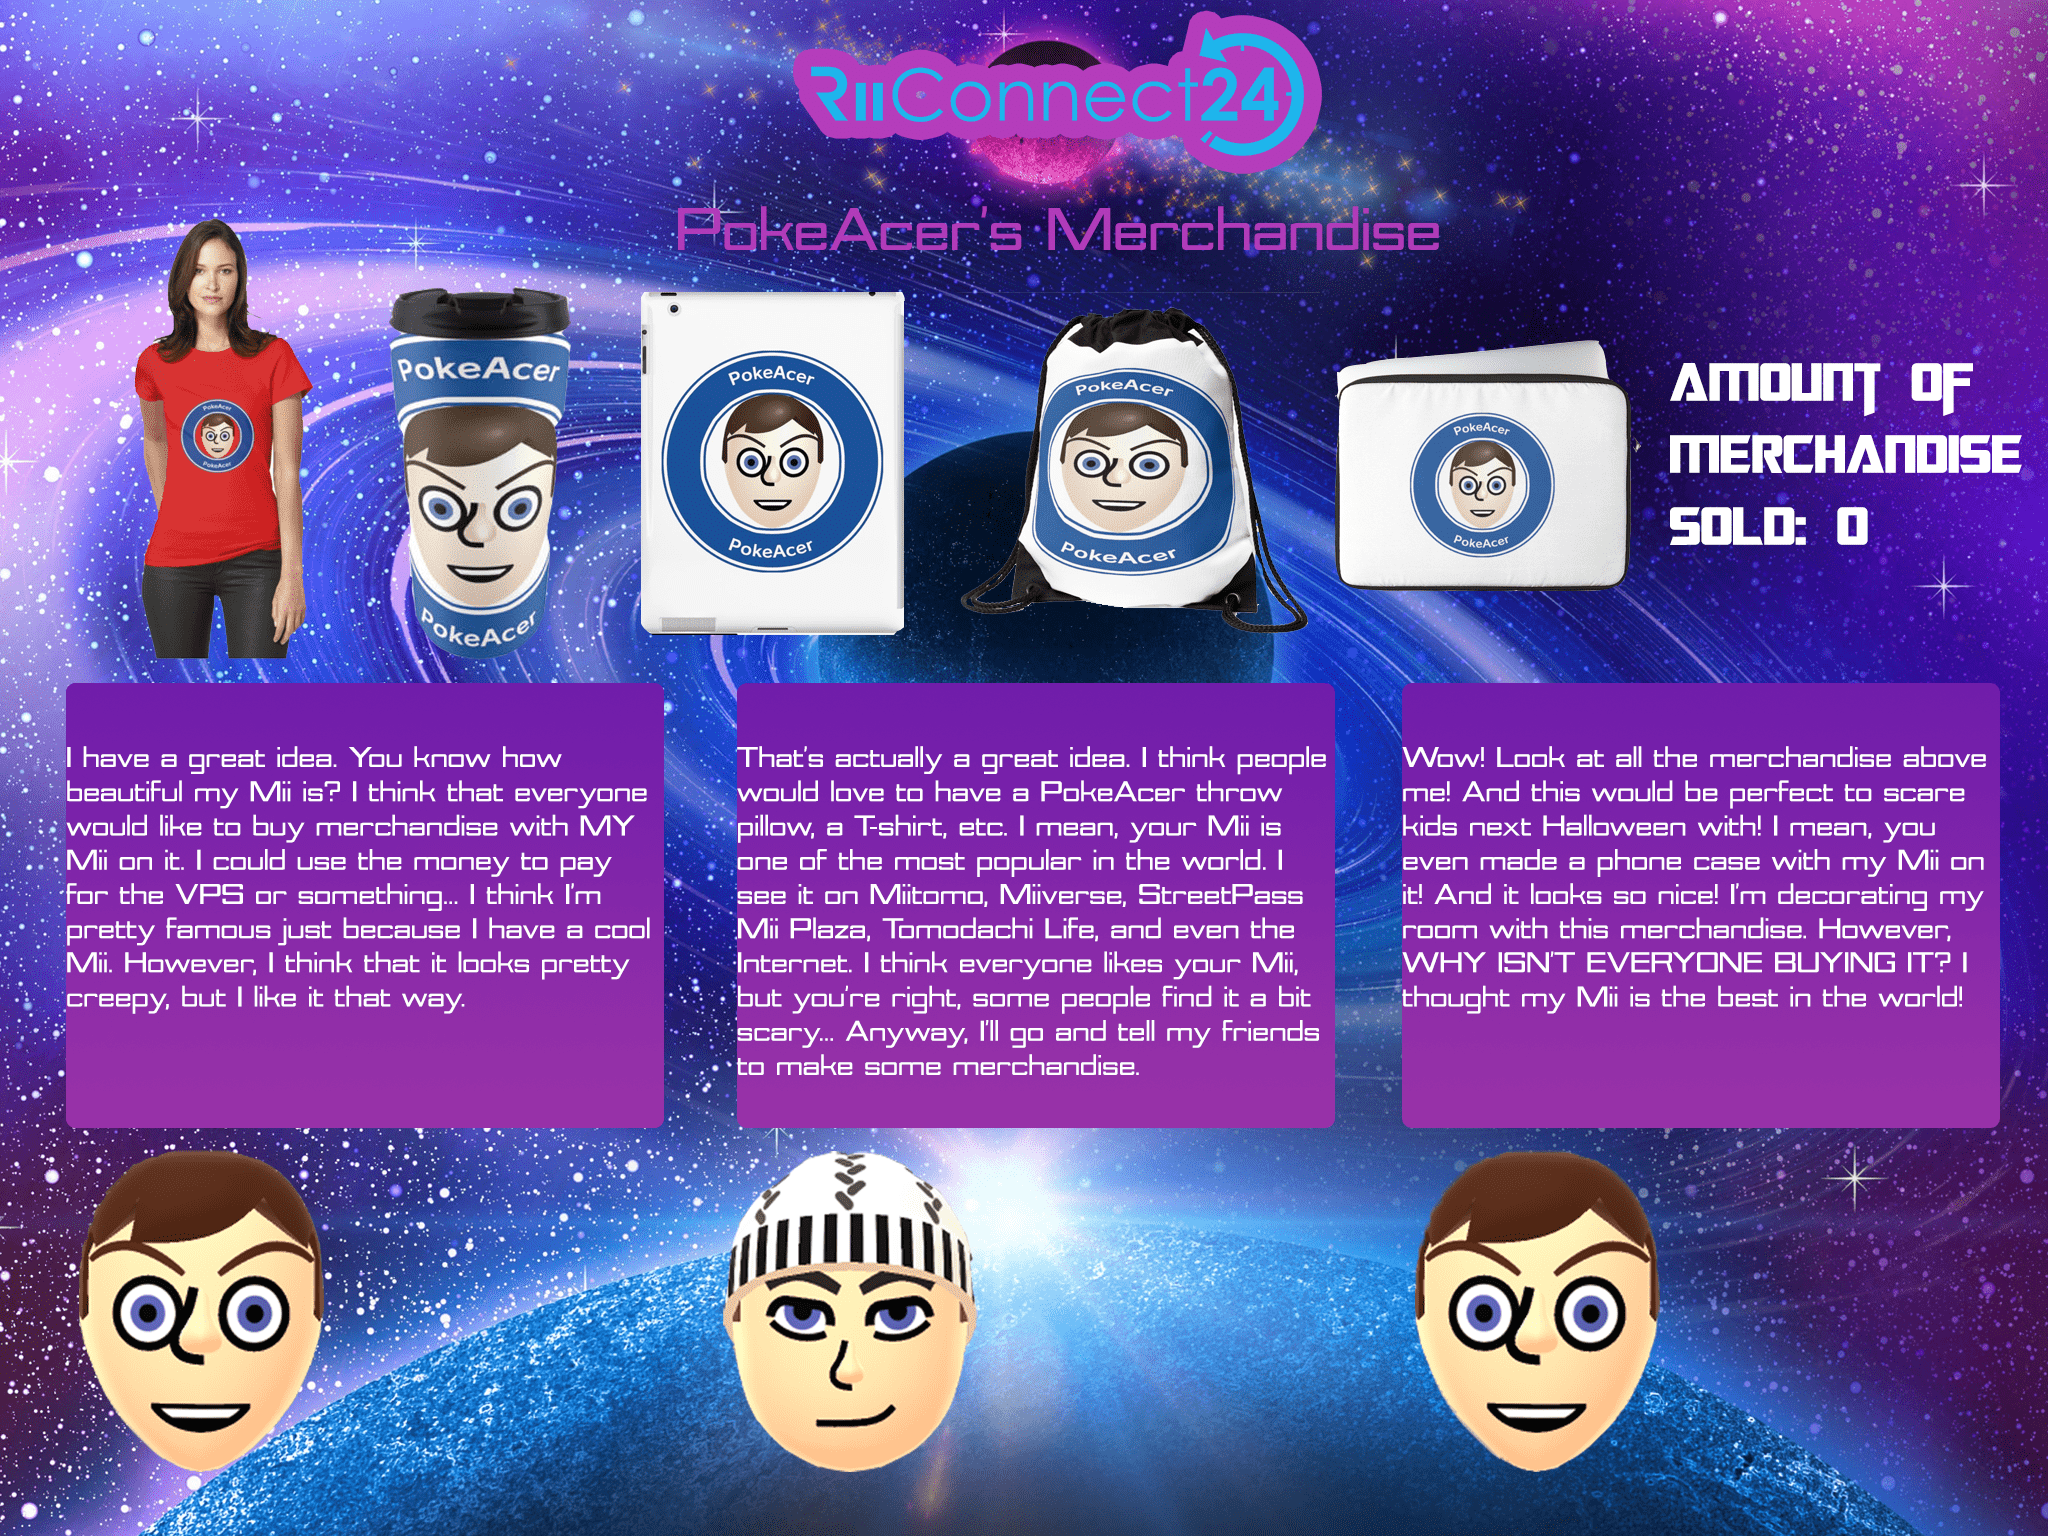 RiiConnect24
PokeAcer's Merchandise
PokeAcer
PokeAcer
PokeAcer
PokeAcer
PokeAcer
PokeAcer
PokeAcer
PokeAcer
PokeAcer
PokeAcer
AMOUNT OF
MERCHANDISE
SOLD: 0
I have a great idea. You know how
beautiful my Mii is? I think that everyone
would like to buy merchandise with MY
Mii on it. I could use the money to pay
for the VPS or something... I think I'm
pretty famous just because I have a cool
Mii. However, I think that it looks pretty
creepy, but I like it that way.
That's actually a great idea. I think people
would love to have a PokeAcer throw
pillow, a T-shirt, etc. I mean, your Mii is
one of the most popular in the world. I
see it on Miitomo, Miiverse, StreetPass
Mii Plaza, Tomodachi Life, and even the
Internet. I think everyone likes your Mii,
but you're right, some people find it a bit
scary... Anyway, I'll go and tell my friends
to make some merchandise.
Wow! Look at all the merchandise above
me! And this would be perfect to scare
kids next Halloween with! I mean, you
even made a phone case with my Mii on
it! And it looks so nice! I'm decorating my
room with this merchandise. However,
WHY ISN'T EVERYONE BUYING IT? I
thought my Mii is the best in the world!